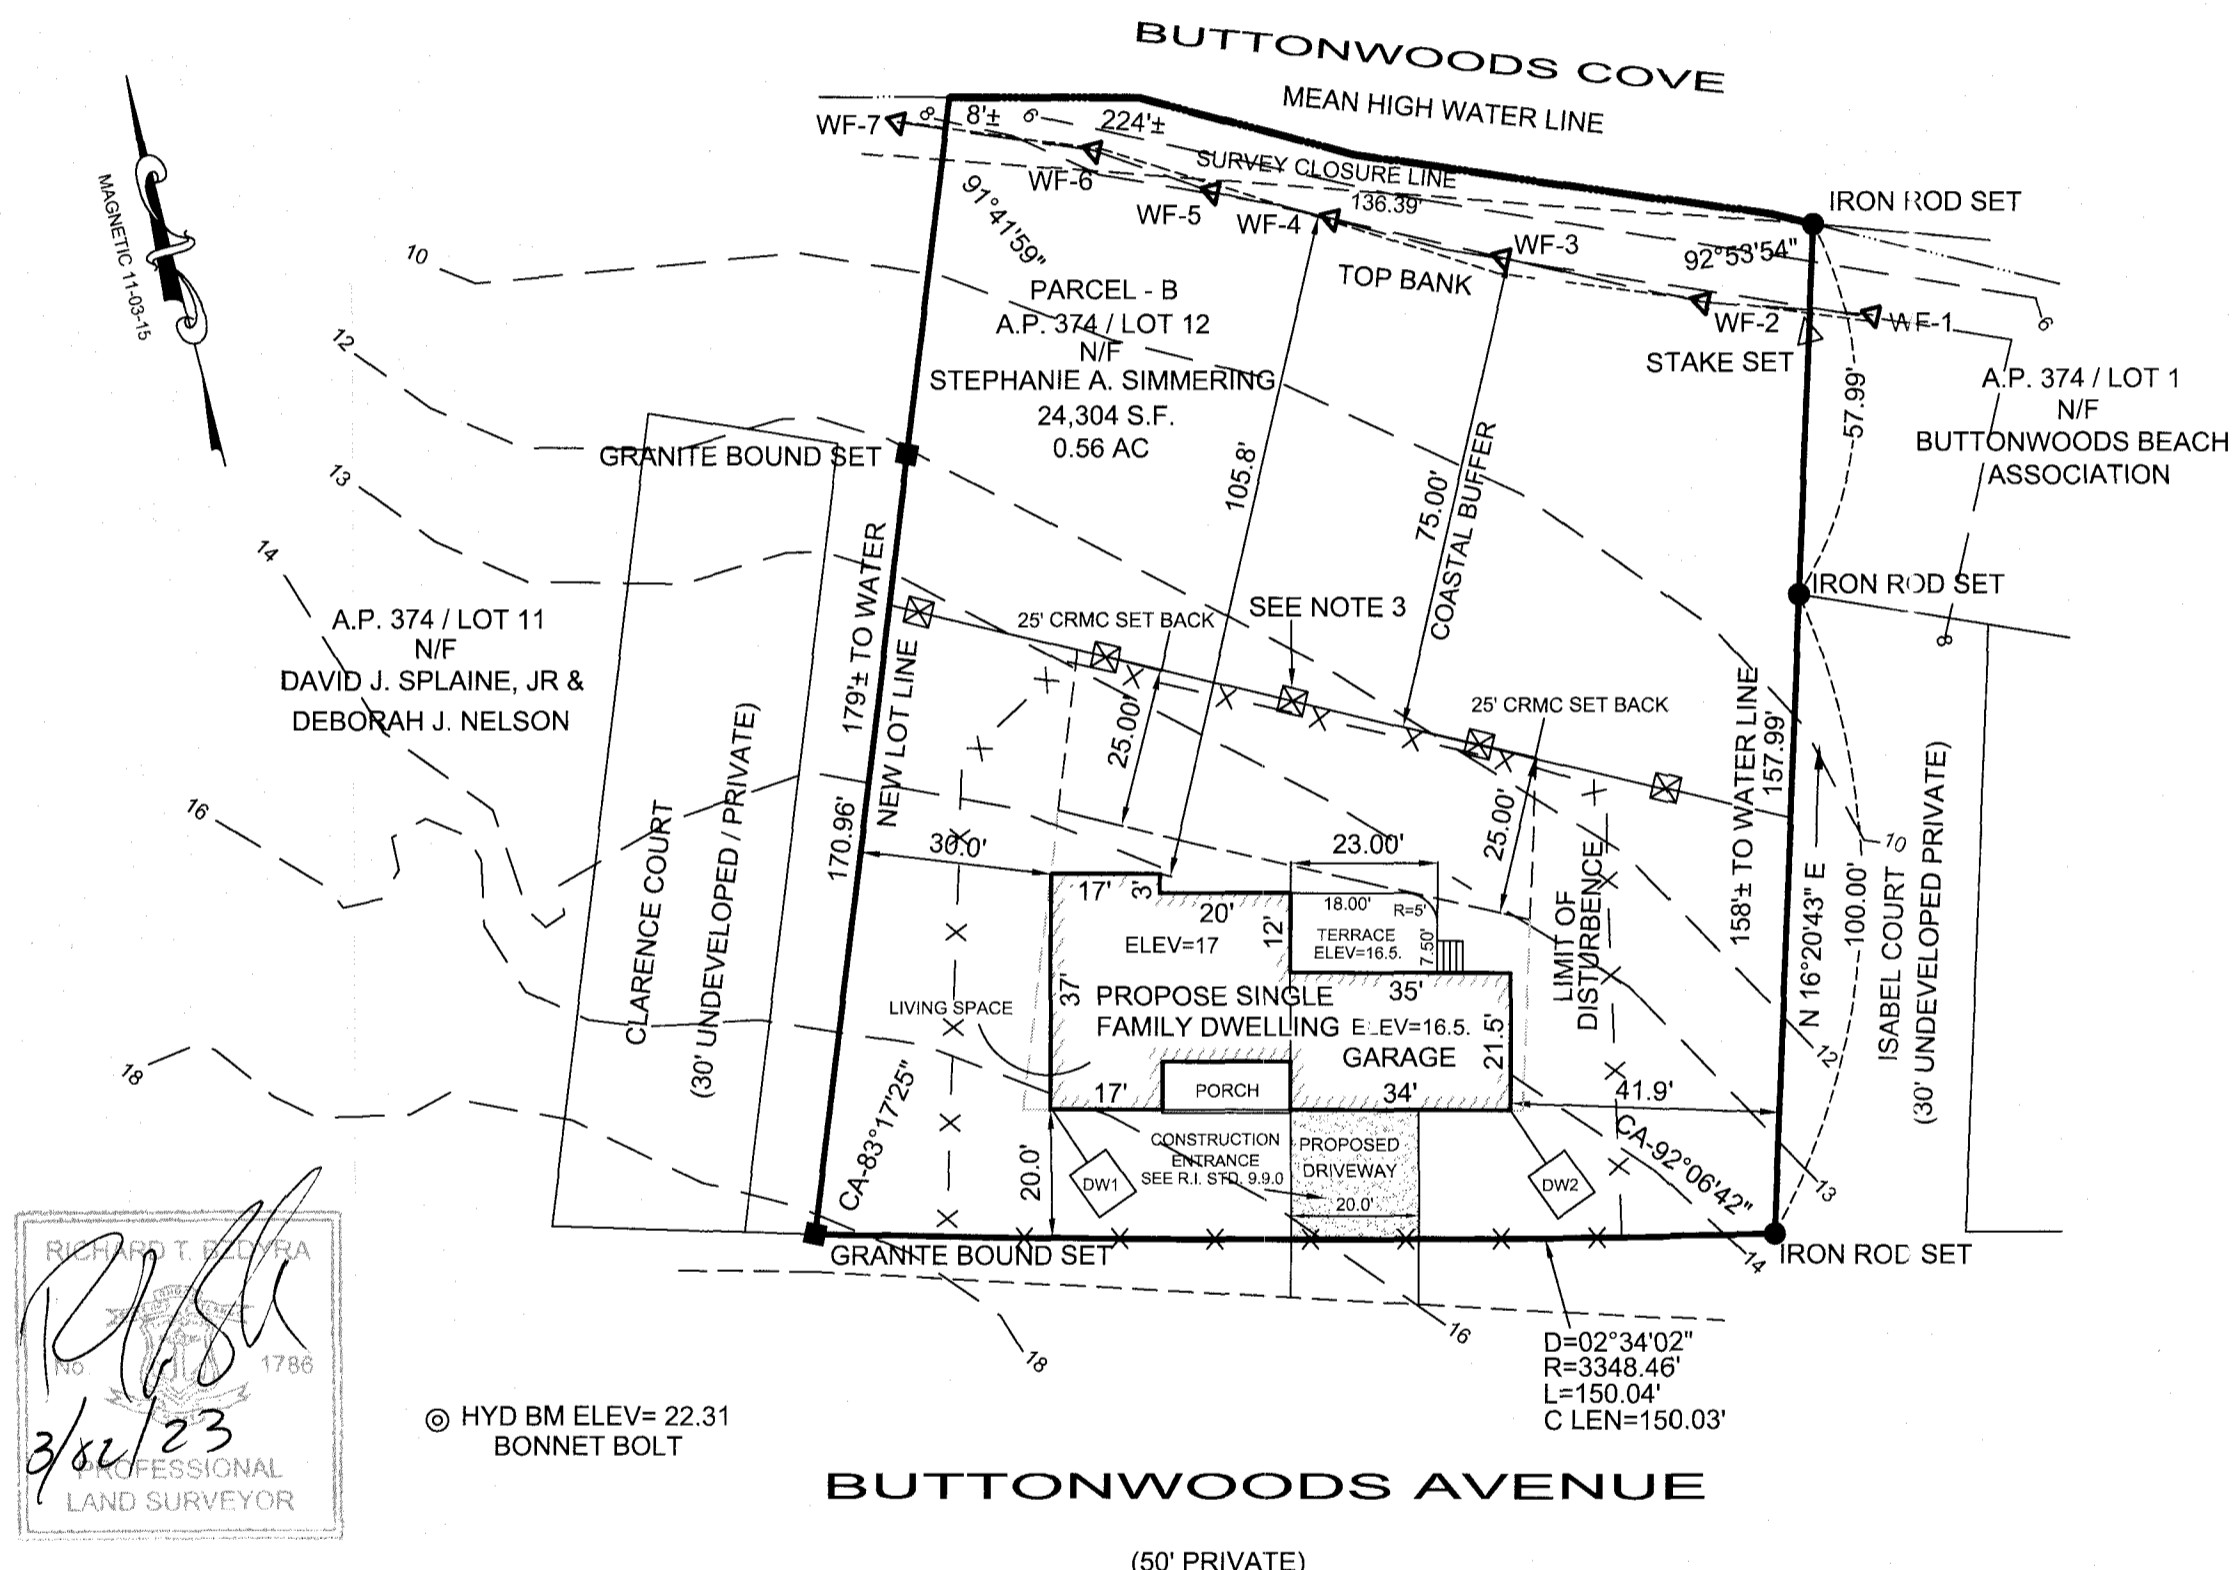 BUTTONWOODS COVE
MEAN HIGH WATER LINE
WF-7
8
8'±
6
224'±
SURVEY CLOSURE LINE
136.39'
WF-6
WF-5
WF-4
WF-3
WF-2
WF-1
TOP BANK
STAKE SET
IRON ROD SET
91°41'59"
92°53'54"
MAGNETIC 11-03-15
10
12
13
14
16
18
6
PARCEL - B
A.P. 374 / LOT 12
N/F
STEPHANIE A. SIMMERING
24,304 S.F.
0.56 AC
GRANITE BOUND SET
57.99'
A.P. 374 / LOT 1
N/F
BUTTONWOODS BEACH
ASSOCIATION
IRON ROD SET
8
105.8'
75.00'
COASTAL BUFFER
A.P. 374 / LOT 11
N/F
DAVID J. SPLAINE, JR &
DEBORAH J. NELSON
CLARENCE COURT
(30' UNDEVELOPED / PRIVATE)
179'± TO WATER
NEW LOT LINE
170.96'
25' CRMC SET BACK
SEE NOTE 3
25' CRMC SET BACK
25.00'
25.00'
158'± TO WATER LINE
157.99'
N 16°20'43" E
100.00'
ISABEL COURT
(30' UNDEVELOPED PRIVATE)
10
12
13
14
30.0'
23.00'
17'
3'
20'
12'
18.00'
R=5'
TERRACE
ELEV=16.5.
7.50'
ELEV=17
37'
LIVING SPACE
PROPOSE SINGLE
FAMILY DWELLING
35'
ELEV=16.5.
GARAGE
21.5'
34'
17'
PORCH
LIMIT OF
DISTURBENCE
41.9'
CA-83°17'25"
CA-92°06'42"
20.0'
DW1
CONSTRUCTION
ENTRANCE
SEE R.I. STD. 9.9.0
PROPOSED
DRIVEWAY
20.0'
DW2
GRANITE BOUND SET
IRON ROD SET
18
16
D=02°34'02"
R=3348.46'
L=150.04'
C LEN=150.03'
RICHARD T. BZDYRA
No.
1786
PROFESSIONAL
LAND SURVEYOR
HYD BM ELEV= 22.31
BONNET BOLT
BUTTONWOODS AVENUE
(50' PRIVATE)